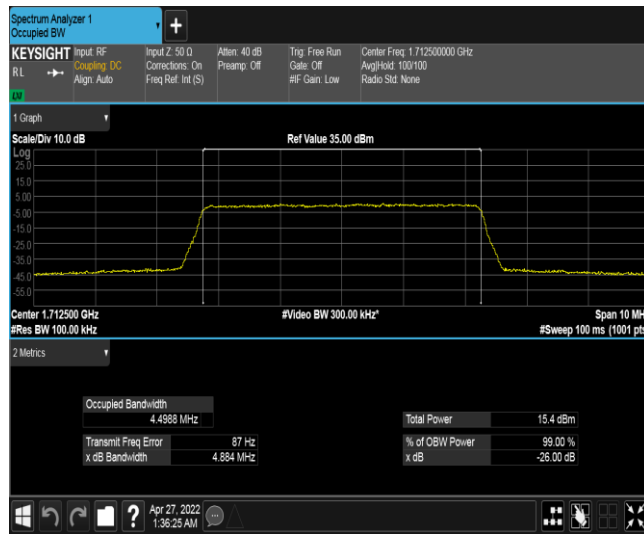 Spectrum Analyzer 1
Occupied BW
KEYSIGHT
RL
Input: RF
Coupling: DC
Align: Auto
Input Z: 50 Ω
Corrections: On
Freq Ref: Int (S)
Atten: 40 dB
Preamp: Off
Trig: Free Run
Gate: Off
#IF Gain: Low
Center Freq: 1.712500000 GHz
Avg|Hold: 100/100
Radio Std: None
1 Graph
Scale/Div 10.0 dB
Ref Value 35.00 dBm
Log
25.0
15.0
5.00
-5.00
-15.0
-25.0
-35.0
-45.0
-55.0
Center 1.712500 GHz
#Video BW 300.00 kHz*
Span 10 MH
#Res BW 100.00 kHz
#Sweep 100 ms (1001 pts
2 Metrics
Occupied Bandwidth
4.4988 MHz
Total Power 15.4 dBm
Transmit Freq Error 87 Hz
% of OBW Power 99.00 %
x dB Bandwidth 4.884 MHz
x dB -26.00 dB
?
Apr 27, 2022
1:36:25 AM